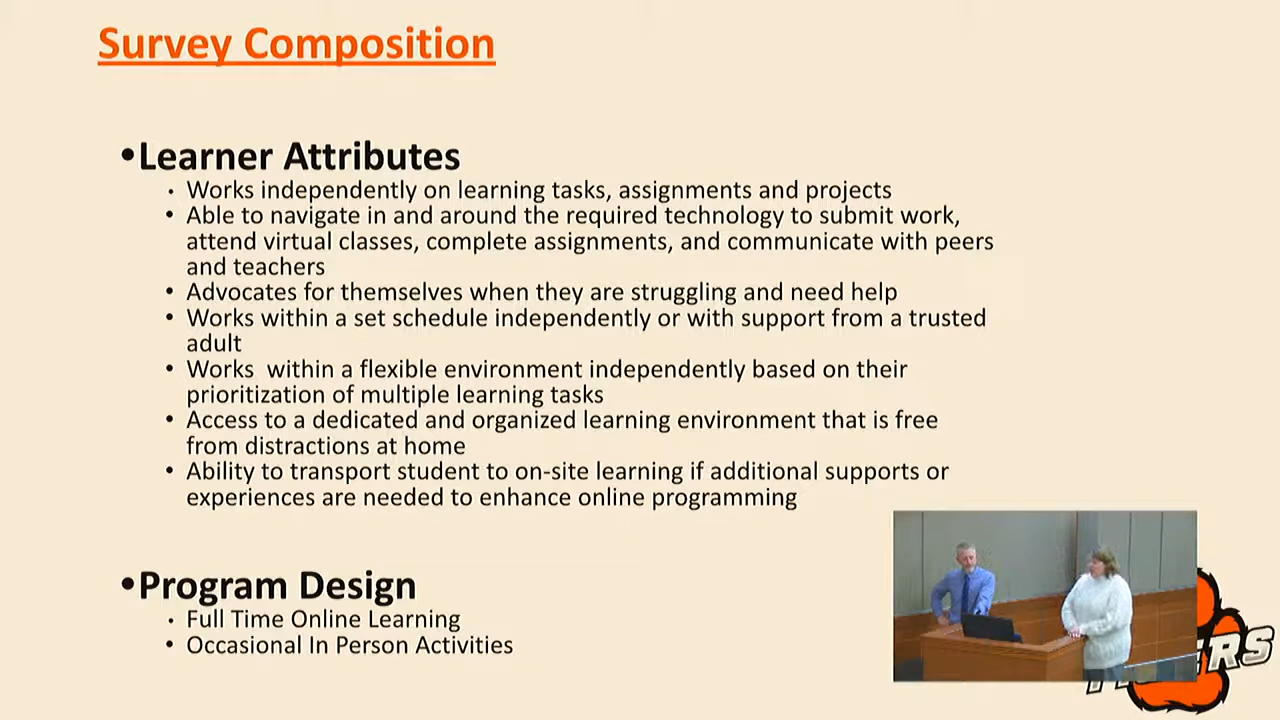 Survey Composition
•Learner Attributes
• Works independently on learning tasks, assignments and projects
• Able to navigate in and around the required technology to submit work,
attend virtual classes, complete assignments, and communicate with peers
and teachers
• Advocates for themselves when they are struggling and need help
• Works within a set schedule independently or with support from a trusted
adult
• Works  within a flexible environment independently based on their
prioritization of multiple learning tasks
• Access to a dedicated and organized learning environment that is free
from distractions at home
• Ability to transport student to on-site learning if additional supports or
experiences are needed to enhance online programming
•Program Design
• Full Time Online Learning
• Occasional In Person Activities